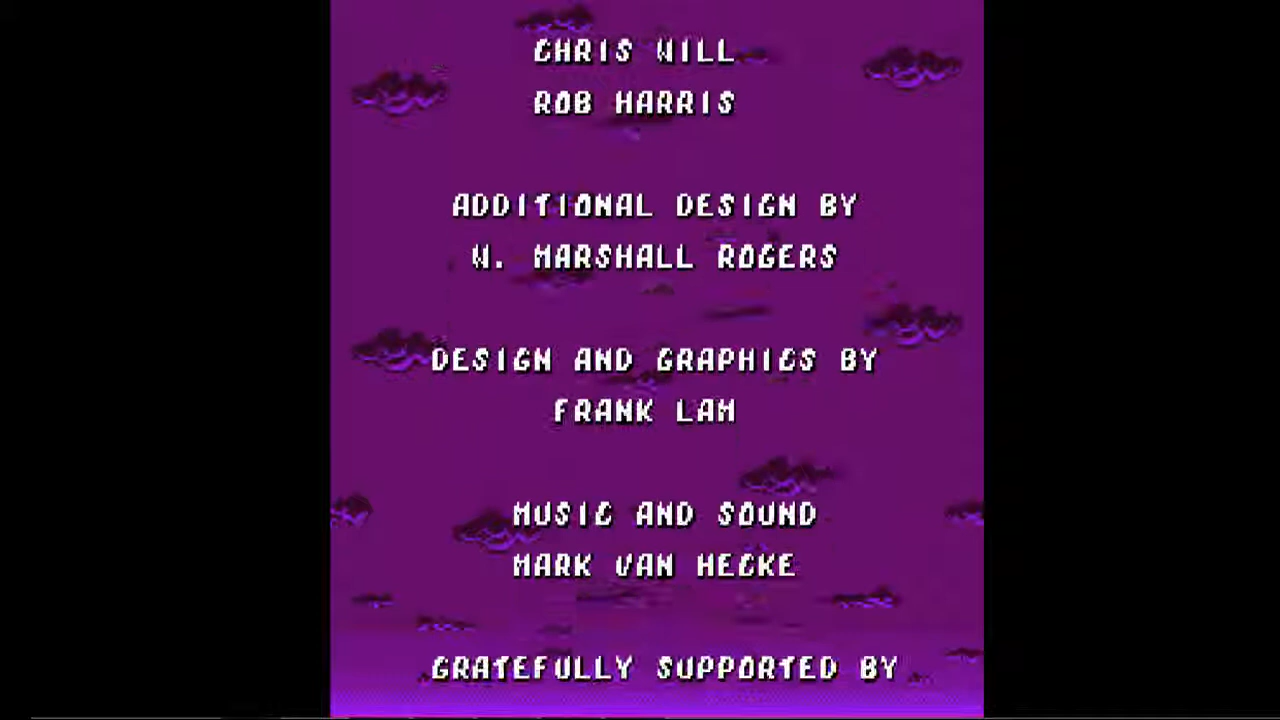 CHRIS WILL
ROB HARRIS
ADDITIONAL DESIGN BY
W. MARSHALL ROGERS
DESIGN AND GRAPHICS BY
FRANK LAM
MUSIC AND SOUND
MARK VAN HECKE
GRATEFULLY SUPPORTED BY